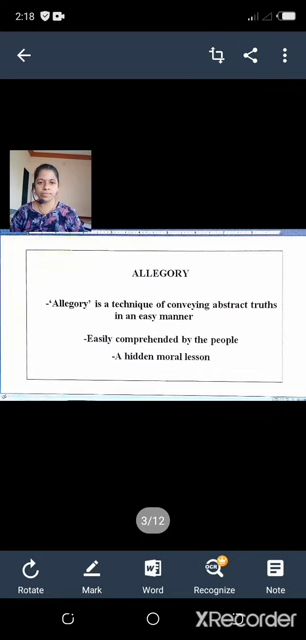 2:18
ALLEGORY
-‘Allegory’ is a technique of conveying abstract truths
in an easy manner
-Easily comprehended by the people
-A hidden moral lesson
3/12
OCR
W
Rotate Mark Word Recognize Note
XRecorder